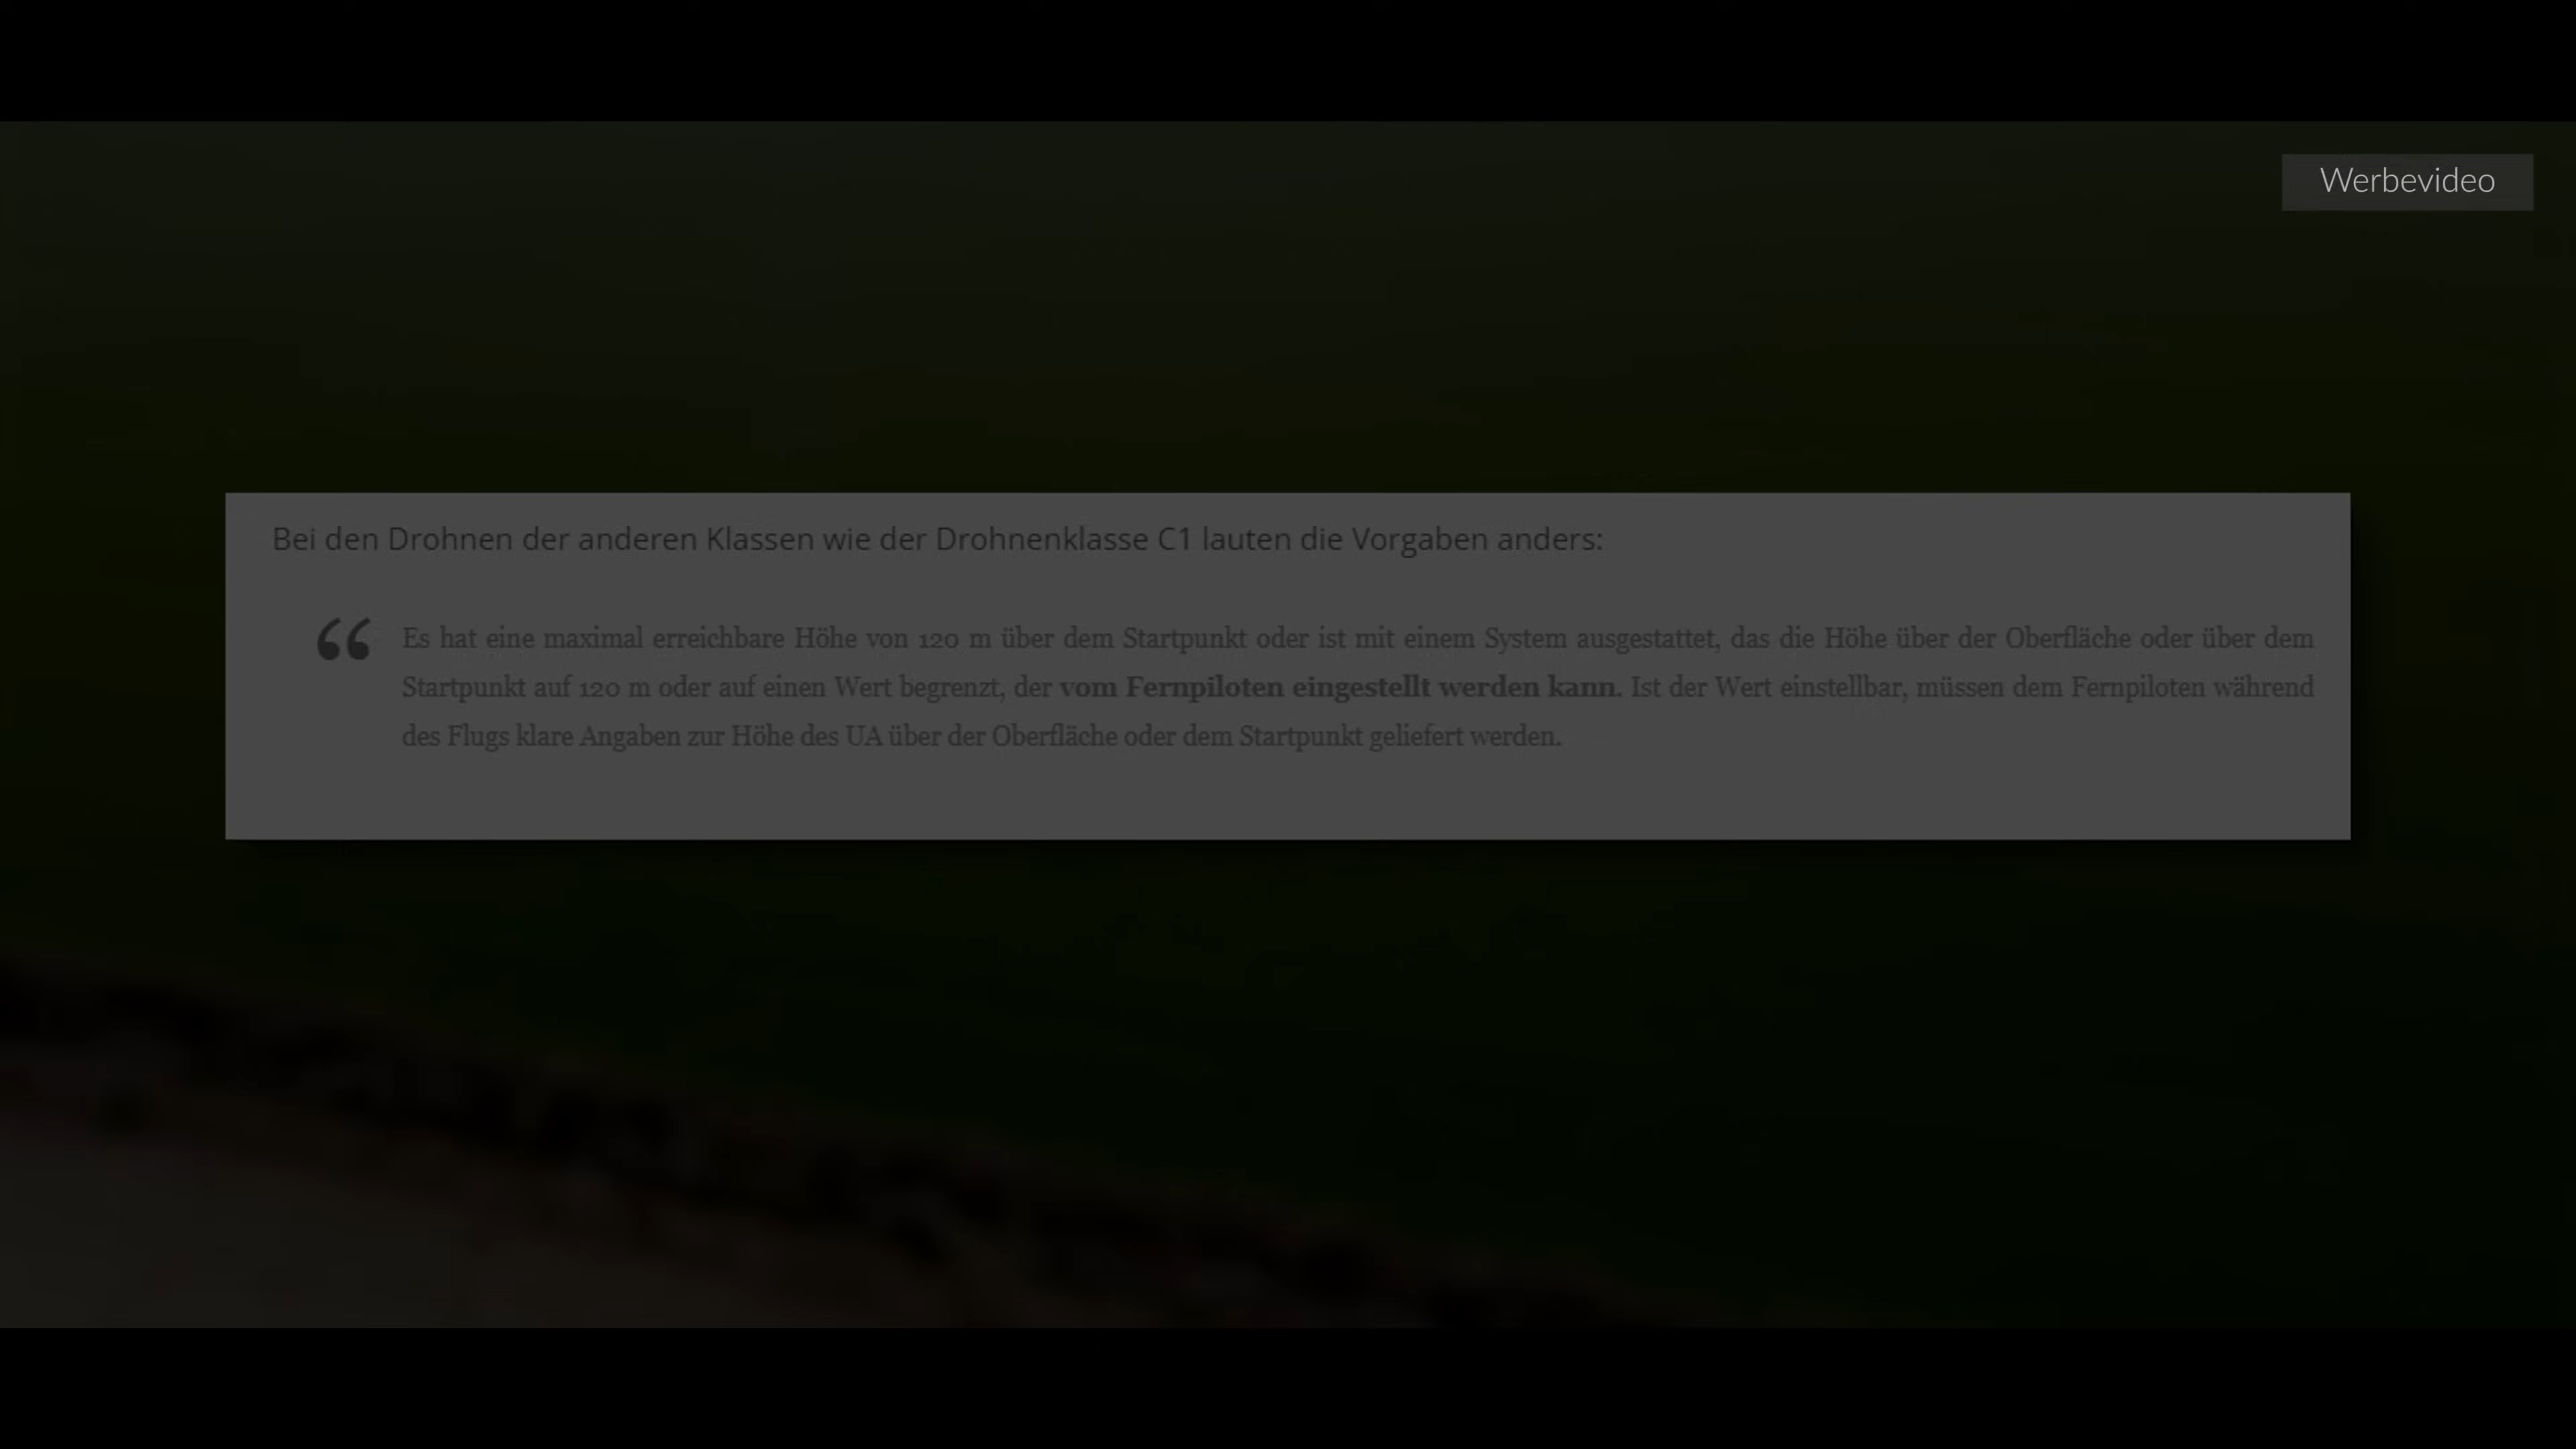 Werbevideo
Bei den Drohnen der anderen Klassen wie der Drohnenklasse C1 lauten die Vorgaben anders:
“ Es hat eine maximal erreichbare Höhe von 120 m über dem Startpunkt oder ist mit einem System ausgestattet, das die Höhe über der Oberfläche oder über dem
Startpunkt auf 120 m oder auf einen Wert begrenzt, der vom Fernpiloten eingestellt werden kann. Ist der Wert einstellbar, müssen dem Fernpiloten während
des Flugs klare Angaben zur Höhe des UA über der Oberfläche oder dem Startpunkt geliefert werden.